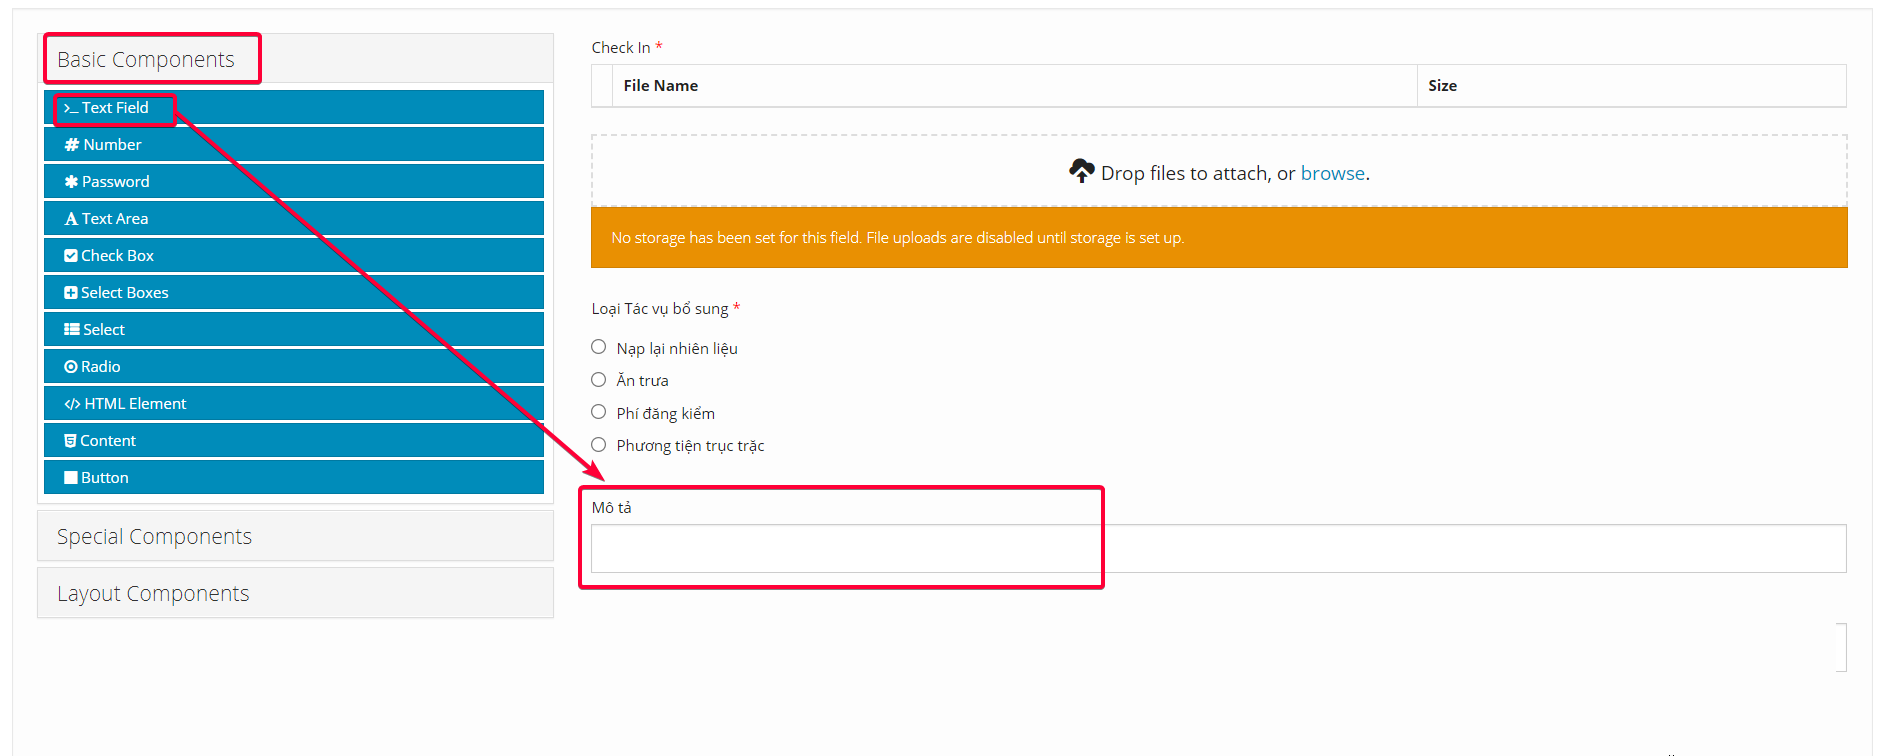 Basic Components
Text Field
Number
Password
Text Area
Check Box
Select Boxes
Select
Radio
HTML Element
Content
Button
Special Components
Layout Components
Check In *
File Name Size
Drop files to attach, or browse.
No storage has been set for this field. File uploads are disabled until storage is set up.
Loại Tác vụ bổ sung *
Nạp lại nhiên liệu
Ăn trưa
Phí đăng kiểm
Phương tiện trục trặc
Mô tả